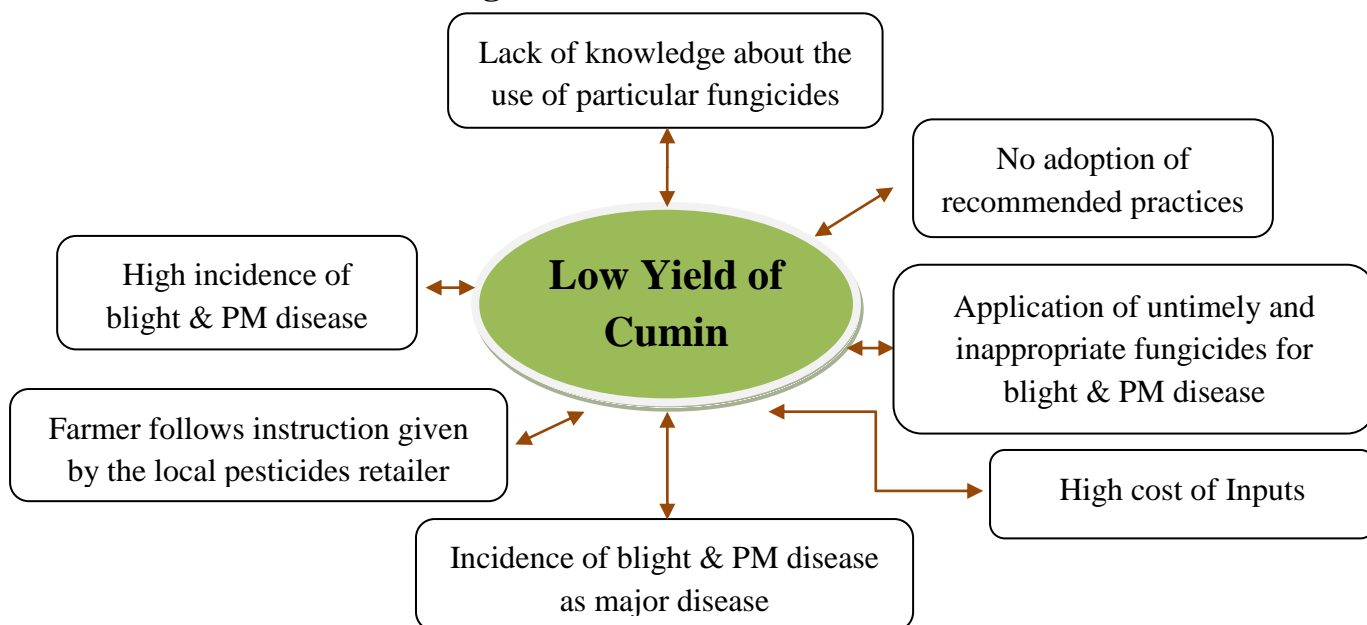 Lack of knowledge about the
use of particular fungicides
No adoption of
recommended practices
High incidence of
blight & PM disease
Low Yield of
Cumin
Application of untimely and
inappropriate fungicides for
blight & PM disease
Farmer follows instruction given
by the local pesticides retailer
High cost of Inputs
Incidence of blight & PM disease
as major disease